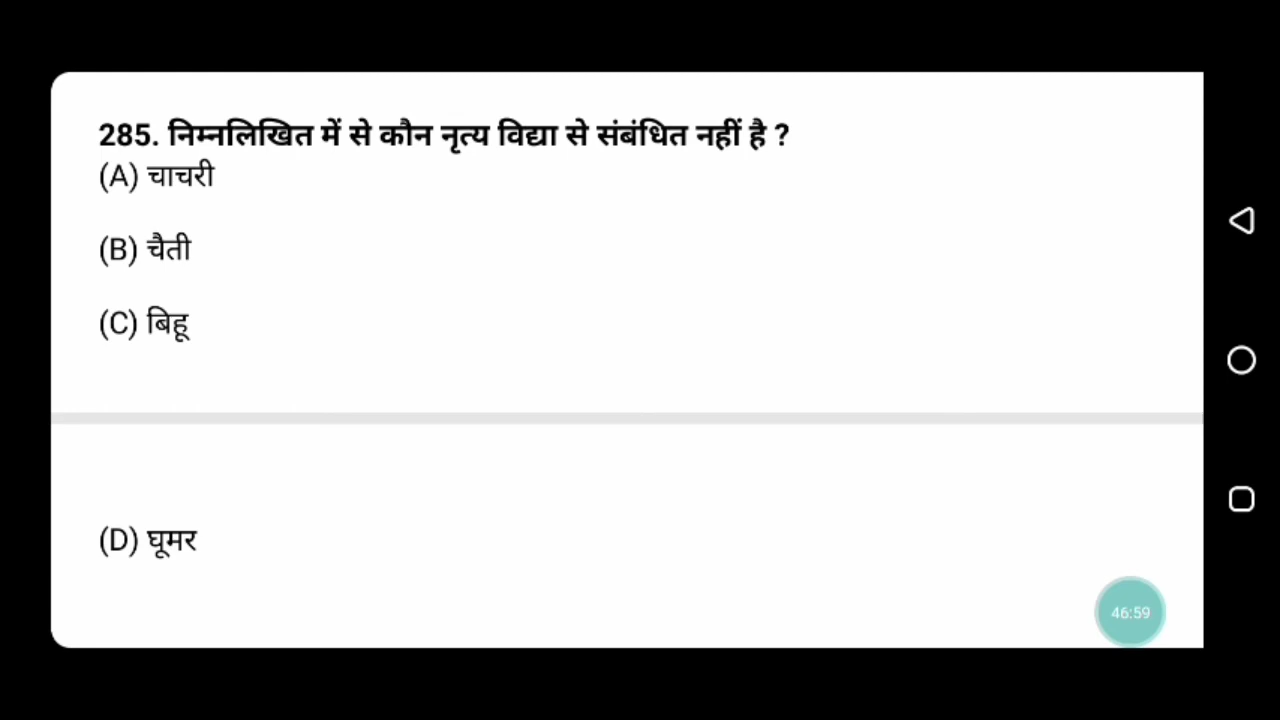 285. निम्नलिखित में से कौन नृत्य विद्या से संबंधित नहीं है ?
(A) चाचरी
(B) चैती
(C) बिहू
(D) घूमर
46:59